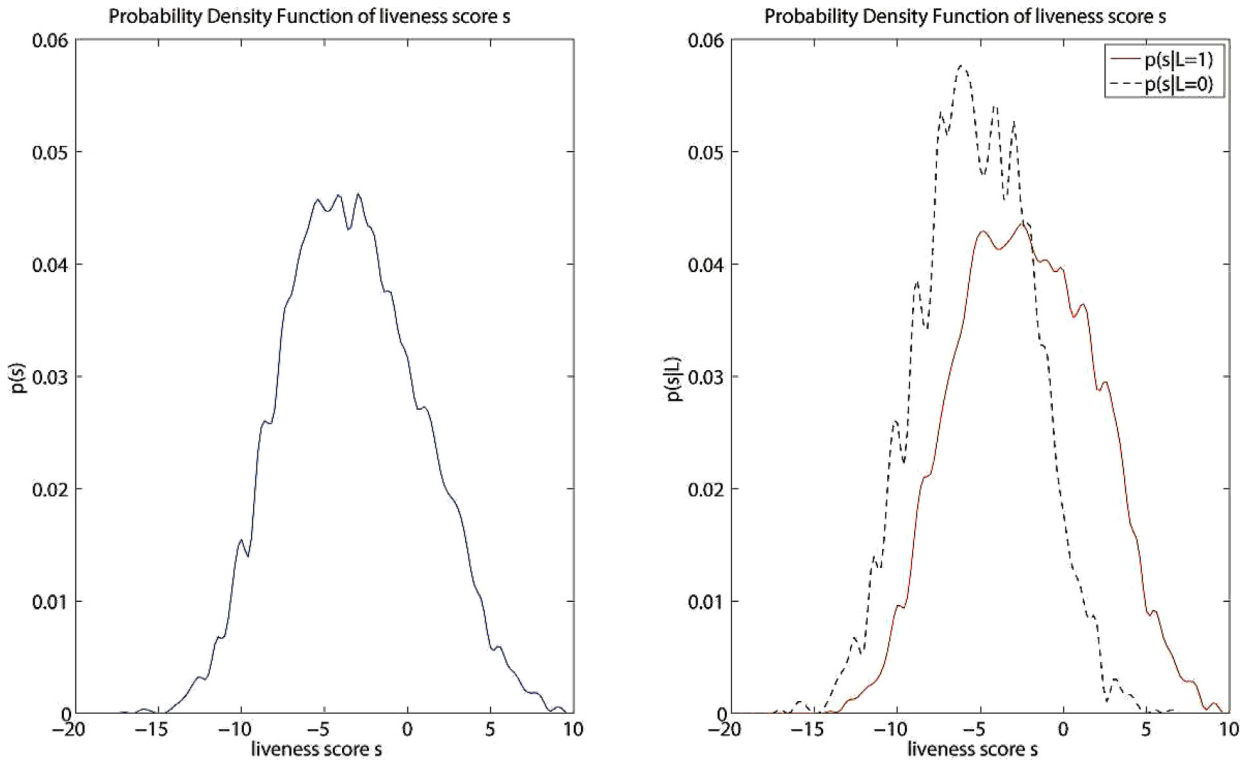 Probability Density Function of liveness score s
0.06
0.05
0.04
0.03
0.02
0.01
0
p(s)
−20 −15 −10 −5 0 5 10
liveness score s
Probability Density Function of liveness score s
p(s|L=1)
p(s|L=0)
0.06
0.05
0.04
0.03
0.02
0.01
0
p(s|L)
−20 −15 −10 −5 0 5 10
liveness score s